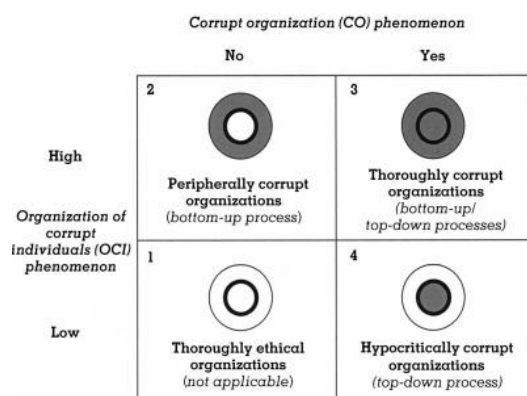 Corrupt organization (CO) phenomenon
No
Yes
2
3
High
Peripherally corrupt
organizations
(bottom-up process)
Thoroughly corrupt
organizations
(bottom-up/
top-down processes)
Organization of
corrupt
individuals (OCI)
phenomenon
1
4
Low
Thoroughly ethical
organizations
(not applicable)
Hypocritically corrupt
organizations
(top-down process)